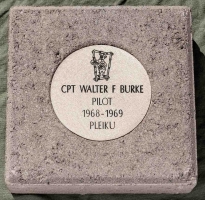 CPT WALTER F BURKE
PILOT
1968-1969
PLEIKU